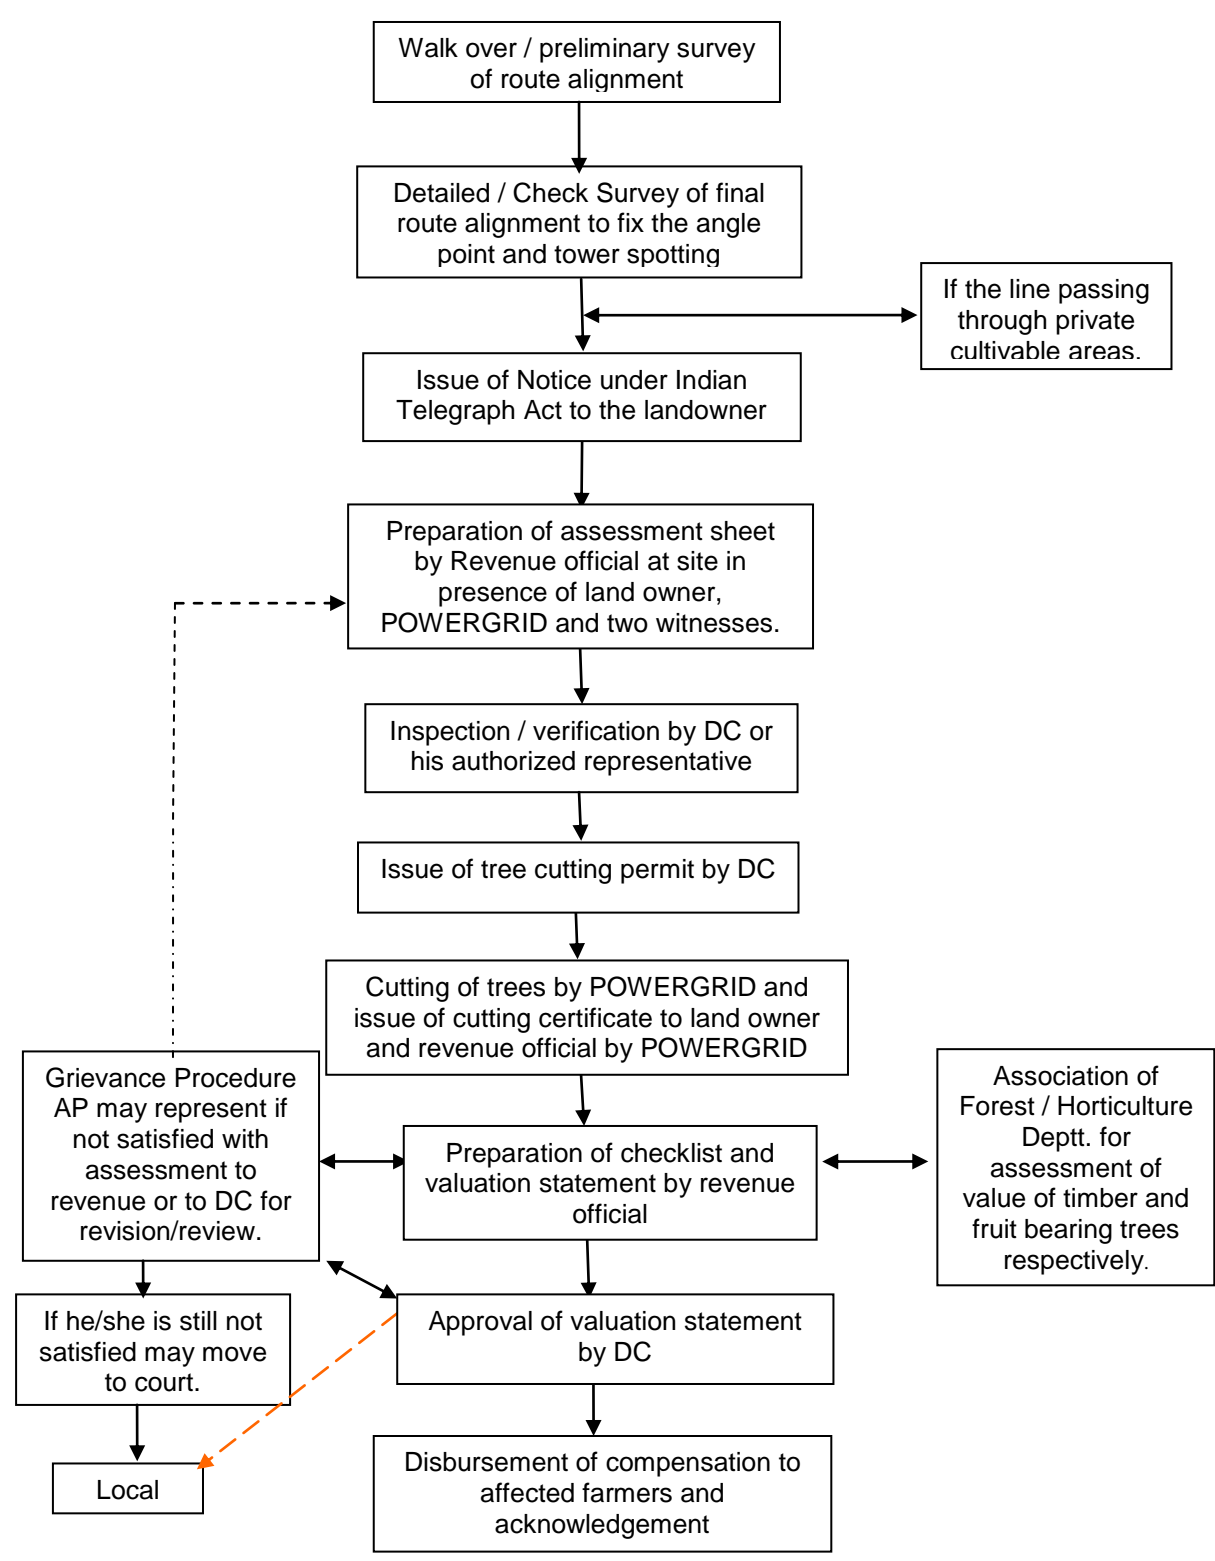 Walk over / preliminary survey
of route alignment
Detailed / Check Survey of final
route alignment to fix the angle
point and tower spotting
If the line passing
through private
cultivable areas.
Issue of Notice under Indian
Telegraph Act to the landowner
Preparation of assessment sheet
by Revenue official at site in
presence of land owner,
POWERGRID and two witnesses.
Inspection / verification by DC or
his authorized representative
Issue of tree cutting permit by DC
Cutting of trees by POWERGRID and
issue of cutting certificate to land owner
and revenue official by POWERGRID
Grievance Procedure
AP may represent if
not satisfied with
assessment to
revenue or to DC for
revision/review.
Preparation of checklist and
valuation statement by revenue
official
Association of
Forest / Horticulture
Deptt. for
assessment of
value of timber and
fruit bearing trees
respectively.
If he/she is still not
satisfied may move
to court.
Approval of valuation statement
by DC
Local
Disbursement of compensation to
affected farmers and
acknowledgement